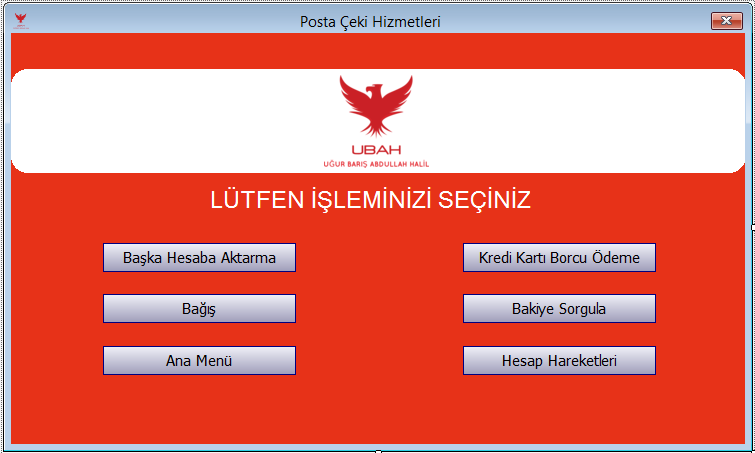 Posta Çeki Hizmetleri
UBAH
UĞUR BARIŞ ABDULLAH HALİL
LÜTFEN İŞLEMİNİZİ SEÇİNİZ
Başka Hesaba Aktarma
Kredi Kartı Borcu Ödeme
Bağış
Bakiye Sorgula
Ana Menü
Hesap Hareketleri